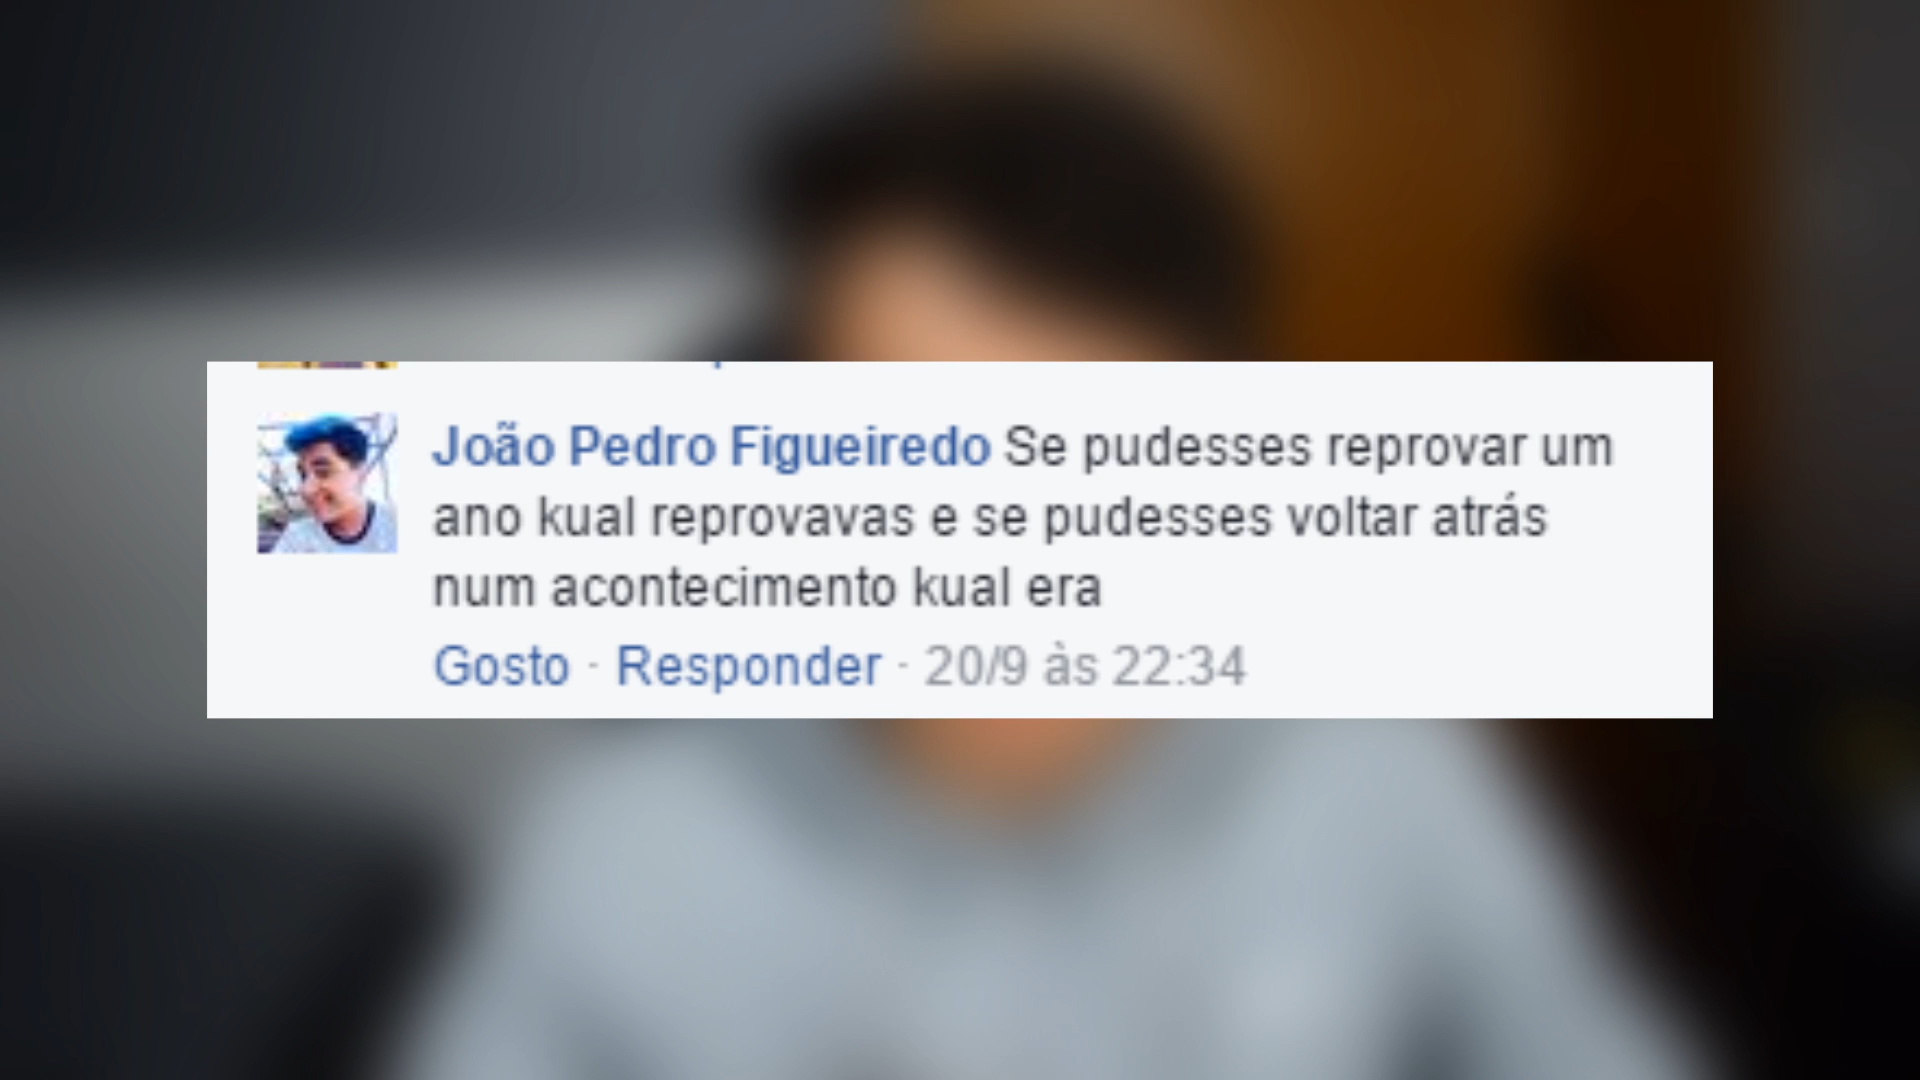 João Pedro Figueiredo Se pudesses reprovar um
ano kual reprovavas e se pudesses voltar atrás
num acontecimento kual era
Gosto · Responder · 20/9 às 22:34